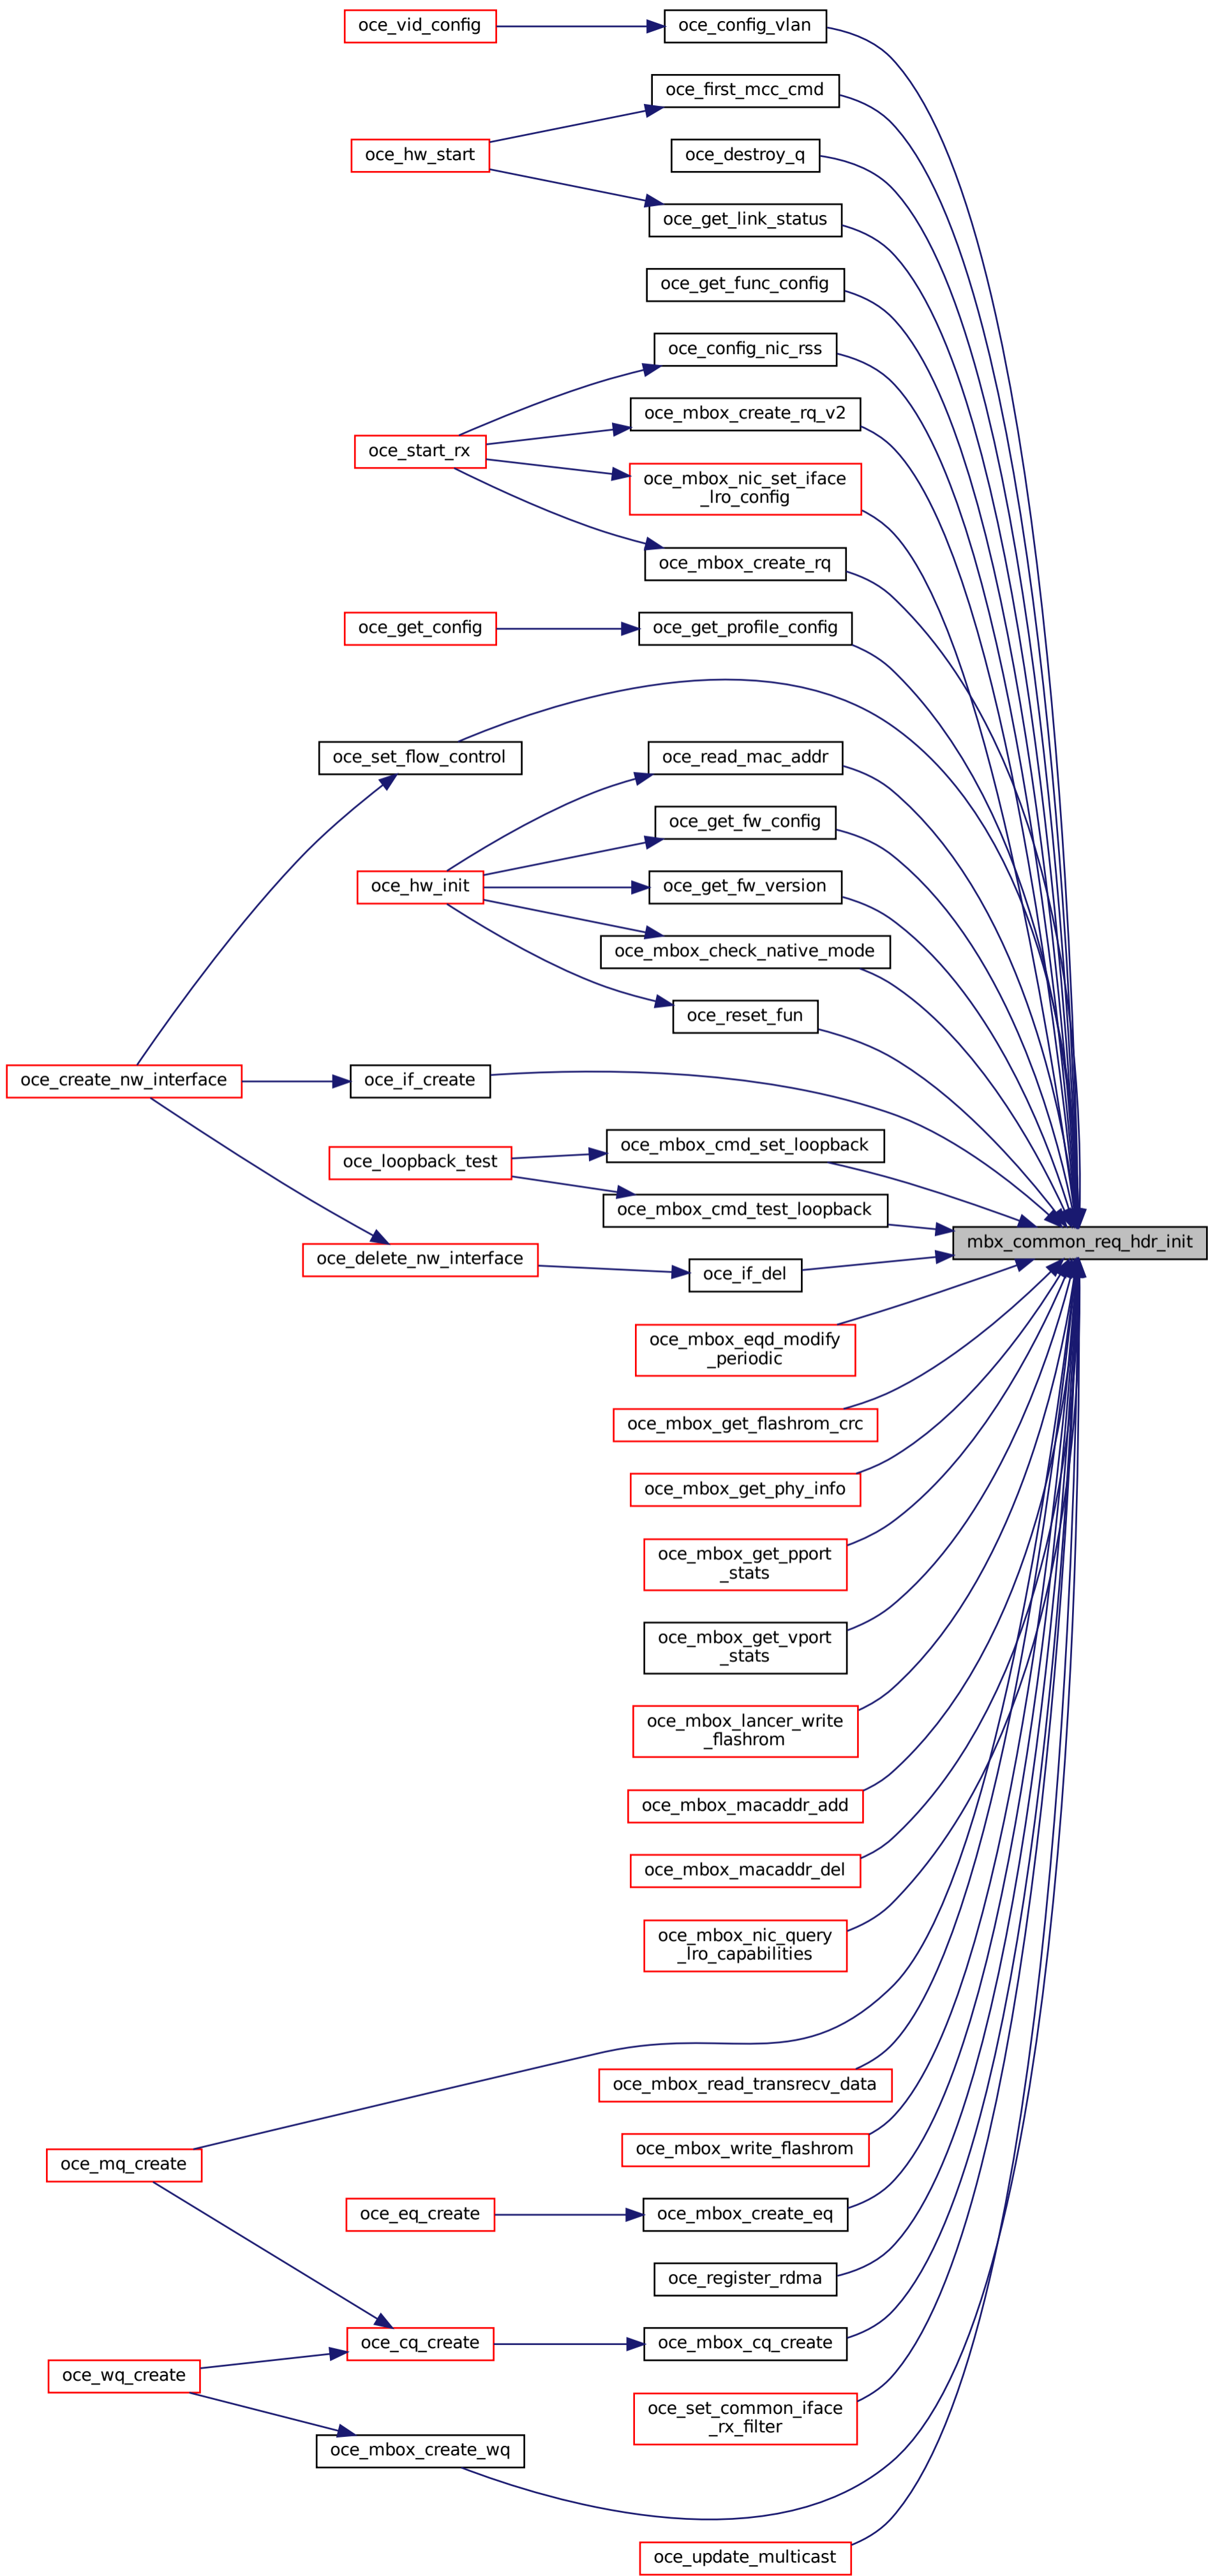 oce_vid_config
oce_config_vlan
oce_first_mcc_cmd
oce_hw_start
oce_destroy_q
oce_get_link_status
oce_get_func_config
oce_config_nic_rss
oce_mbox_create_rq_v2
oce_start_rx
oce_mbox_nic_set_iface
_lro_config
oce_mbox_create_rq
oce_get_config
oce_get_profile_config
oce_set_flow_control
oce_read_mac_addr
oce_get_fw_config
oce_hw_init
oce_get_fw_version
oce_mbox_check_native_mode
oce_reset_fun
oce_create_nw_interface
oce_if_create
oce_mbox_cmd_set_loopback
oce_loopback_test
oce_mbox_cmd_test_loopback
mbx_common_req_hdr_init
oce_delete_nw_interface
oce_if_del
oce_mbox_eqd_modify
_periodic
oce_mbox_get_flashrom_crc
oce_mbox_get_phy_info
oce_mbox_get_pport
_stats
oce_mbox_get_vport
_stats
oce_mbox_lancer_write
_flashrom
oce_mbox_macaddr_add
oce_mbox_macaddr_del
oce_mbox_nic_query
_lro_capabilities
oce_mbox_read_transrecv_data
oce_mbox_write_flashrom
oce_mq_create
oce_eq_create
oce_mbox_create_eq
oce_register_rdma
oce_cq_create
oce_mbox_cq_create
oce_wq_create
oce_set_common_iface
_rx_filter
oce_mbox_create_wq
oce_update_multicast